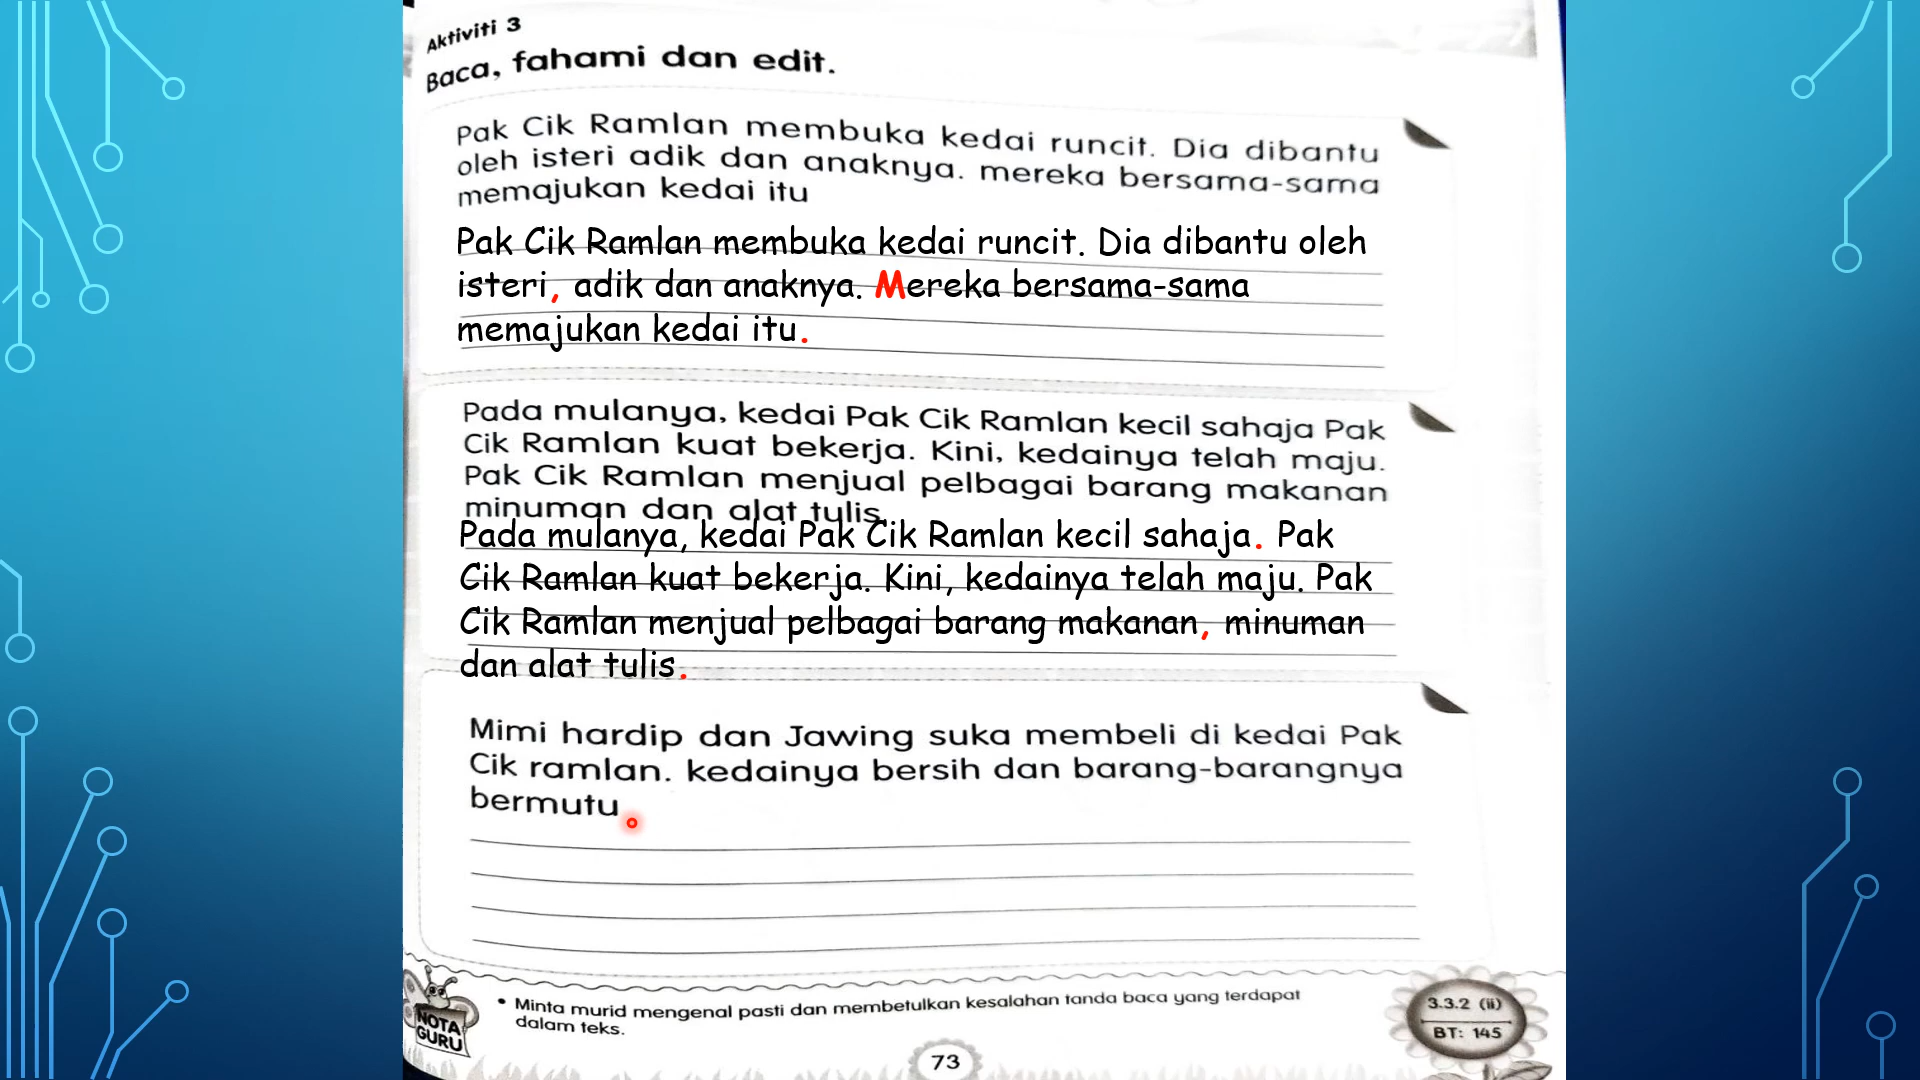 Aktiviti 3
Baca, fahami dan edit.
Pak Cik Ramlan membuka kedai runcit. Dia dibantu
oleh isteri adik dan anaknya. mereka bersama-sama
memajukan kedai itu
Pak Cik Ramlan membuka kedai runcit. Dia dibantu oleh
isteri, adik dan anaknya. Mereka bersama-sama
memajukan kedai itu.
Pada mulanya, kedai Pak Cik Ramlan kecil sahaja Pak
Cik Ramlan kuat bekerja. Kini, kedainya telah maju.
Pak Cik Ramlan menjual pelbagai barang makanan
minuman dan alat tulis
Pada mulanya, kedai Pak Cik Ramlan kecil sahaja. Pak
Cik Ramlan kuat bekerja. Kini, kedainya telah maju. Pak
Cik Ramlan menjual pelbagai barang makanan, minuman
dan alat tulis.
Mimi hardip dan Jawing suka membeli di kedai Pak
Cik ramlan. kedainya bersih dan barang-barangnya
bermutu
NOTA
GURU
• Minta murid mengenal pasti dan membetulkan kesalahan tanda baca yang terdapat
dalam teks.
3.3.2 (ii)
BT: 145
73